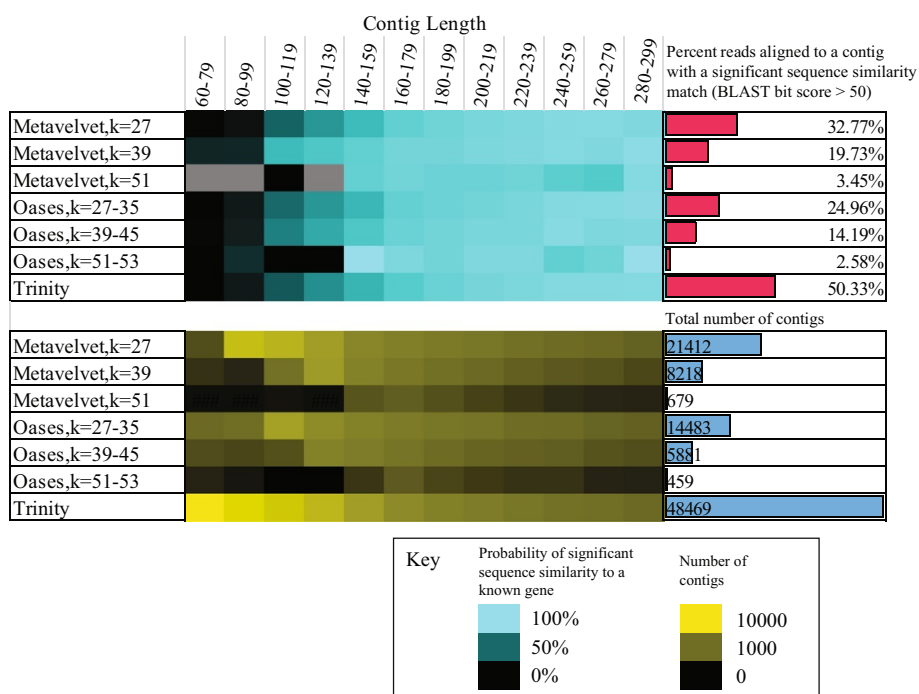 Contig Length
60-79
80-99
100-119
120-139
140-159
160-179
180-199
200-219
220-239
240-259
260-279
280-299
Percent reads aligned to a contig
with a significant sequence similarity
match (BLAST bit score > 50)
Metavelvet,k=27 32.77%
Metavelvet,k=39 19.73%
Metavelvet,k=51 3.45%
Oases,k=27-35 24.96%
Oases,k=39-45 14.19%
Oases,k=51-53 2.58%
Trinity 50.33%
Total number of contigs
Metavelvet,k=27 21412
Metavelvet,k=39 8218
Metavelvet,k=51 ### ### ### 679
Oases,k=27-35 14483
Oases,k=39-45 5881
Oases,k=51-53 459
Trinity 48469
Key
Probability of significant
sequence similarity to a
known gene
100%
50%
0%
Number of
contigs
10000
1000
0